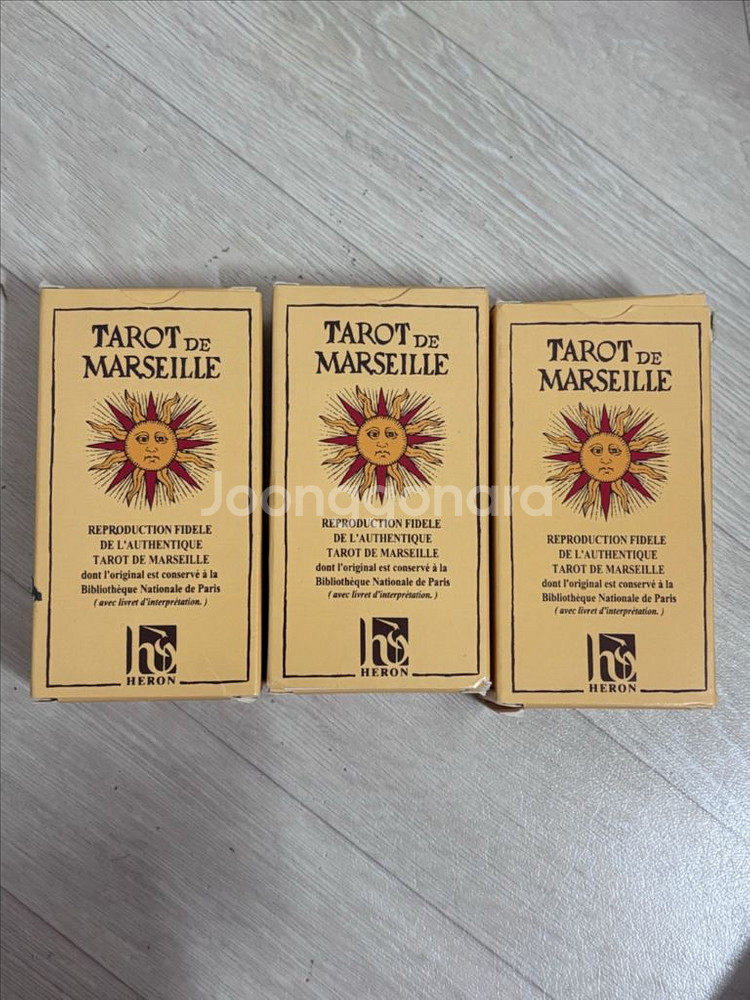 TAROT DE
MARSEILLE
REPRODUCTION FIDELE
DE L'AUTHENTIQUE
TAROT DE MARSEILLE
dont l'original est conservé à la
Bibliothèque Nationale de Paris
( avec livret d'interprétation. )
h
HERON
TAROT DE
MARSEILLE
REPRODUCTION FIDELE
DE L'AUTHENTIQUE
TAROT DE MARSEILLE
dont l'original est conservé à la
Bibliothèque Nationale de Paris
( avec livret d'interprétation. )
h
HERON
TAROT DE
MARSEILLE
REPRODUCTION FIDELE
DE L'AUTHENTIQUE
TAROT DE MARSEILLE
dont l'original est conservé à la
Bibliothèque Nationale de Paris
( avec livret d'interprétation. )
h
HERON
Joonggonara